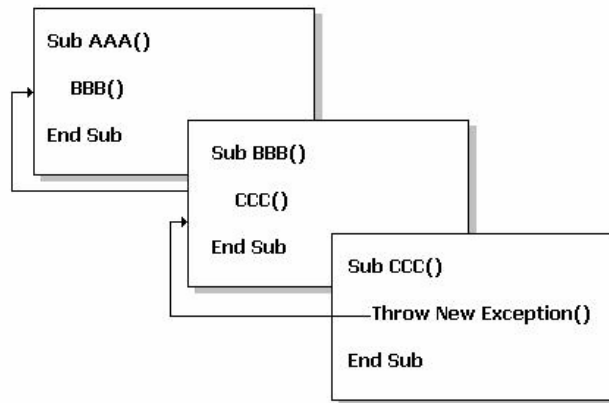 Sub AAA()
BBB()
End Sub
Sub BBB()
CCC()
End Sub
Sub CCC()
Throw New Exception()
End Sub